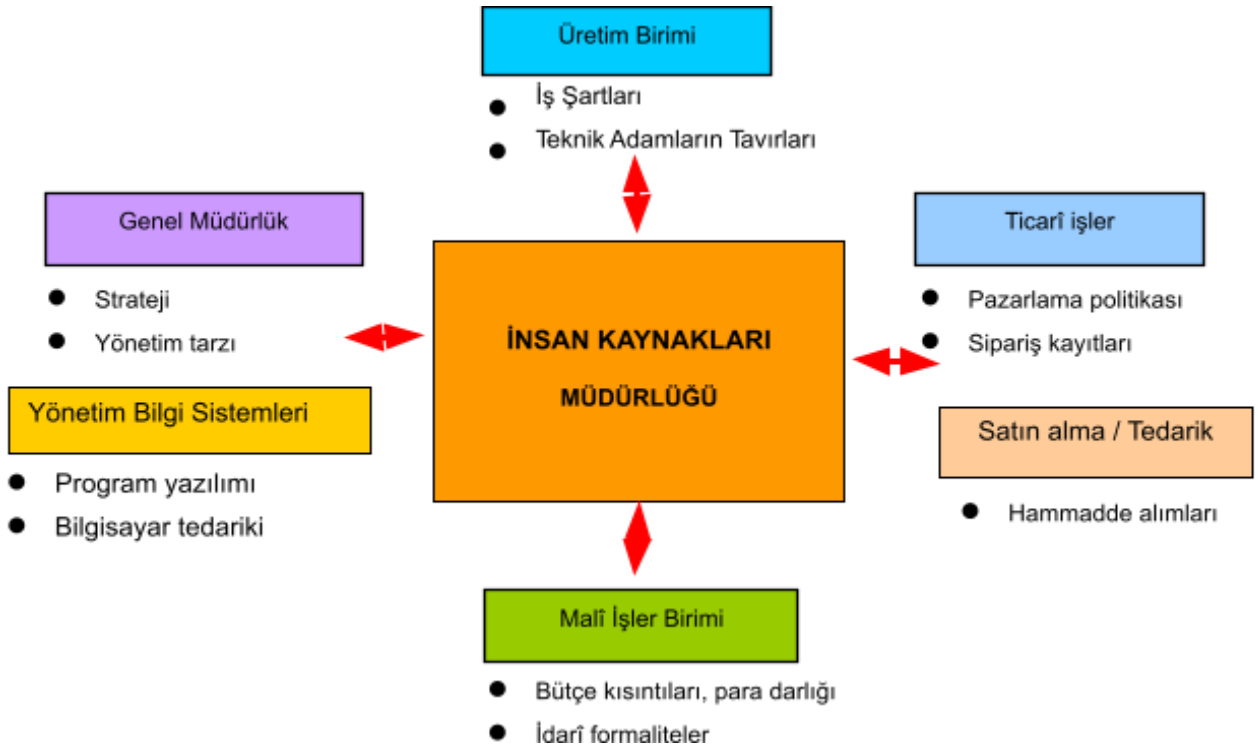 Üretim Birimi
● İş Şartları
● Teknik Adamların Tavırları
Genel Müdürlük
● Strateji
● Yönetim tarzı
Yönetim Bilgi Sistemleri
● Program yazılımı
● Bilgisayar tedariki
İNSAN KAYNAKLARI
MÜDÜRLÜĞÜ
Ticarî işler
● Pazarlama politikası
● Sipariş kayıtları
Satın alma / Tedarik
● Hammadde alımları
Malî İşler Birimi
● Bütçe kısıntıları, para darlığı
● İdarî formaliteler